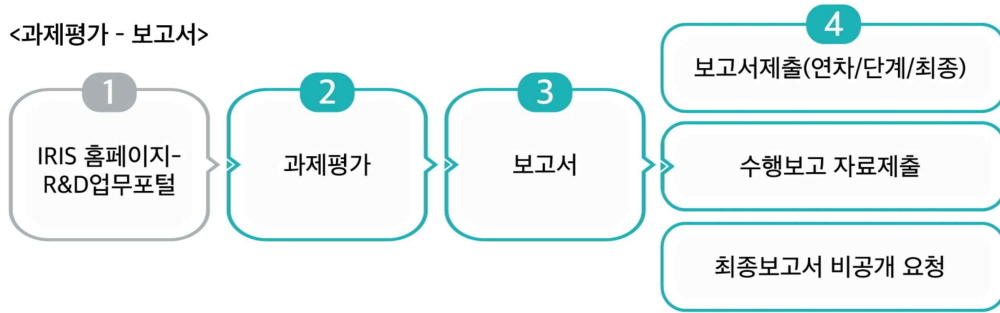 <과제평가 - 보고서>
1
IRIS 홈페이지-
R&D업무포털
2
과제평가
3
보고서
4
보고서제출(연차/단계/최종)
수행보고 자료제출
최종보고서 비공개 요청